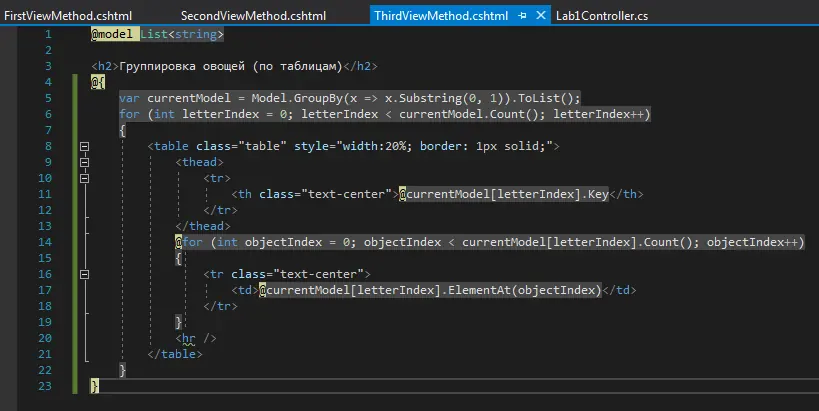 FirstViewMethod.cshtml SecondViewMethod.cshtml ThirdViewMethod.cshtml Lab1Controller.cs
1 @model List<string>
2
3 <h2>Группировка овощей (по таблицам)</h2>
4 @{
5 var currentModel = Model.GroupBy(x => x.Substring(0, 1)).ToList();
6 for (int letterIndex = 0; letterIndex < currentModel.Count(); letterIndex++)
7 {
8 <table class="table" style="width:20%; border: 1px solid;">
9 <thead>
10 <tr>
11 <th class="text-center">@currentModel[letterIndex].Key</th>
12 </tr>
13 </thead>
14 @for (int objectIndex = 0; objectIndex < currentModel[letterIndex].Count(); objectIndex++)
15 {
16 <tr class="text-center">
17 <td>@currentModel[letterIndex].ElementAt(objectIndex)</td>
18 </tr>
19 }
20 <hr />
21 </table>
22 }
23 }